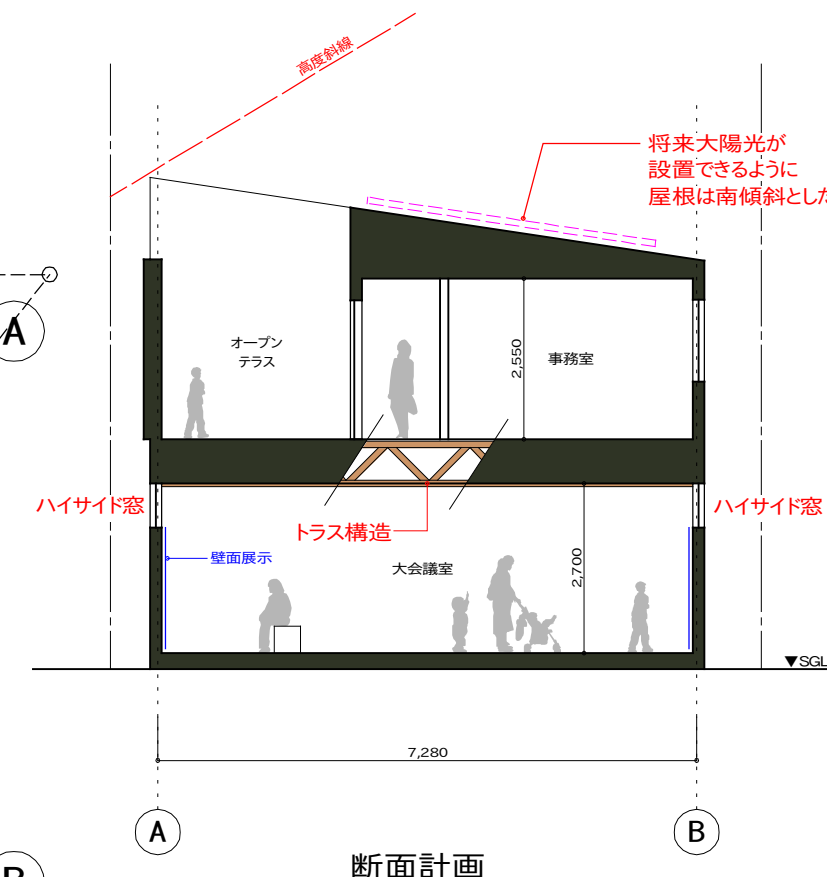 高度斜線
将来大陽光が
設置できるように
屋根は南傾斜とした
A
オープン
テラス
2,550
事務室
ハイサイド窓
ハイサイド窓
トラス構造
壁面展示
大会議室
2,700
▼SGL
7,280
A
B
B
断面計画